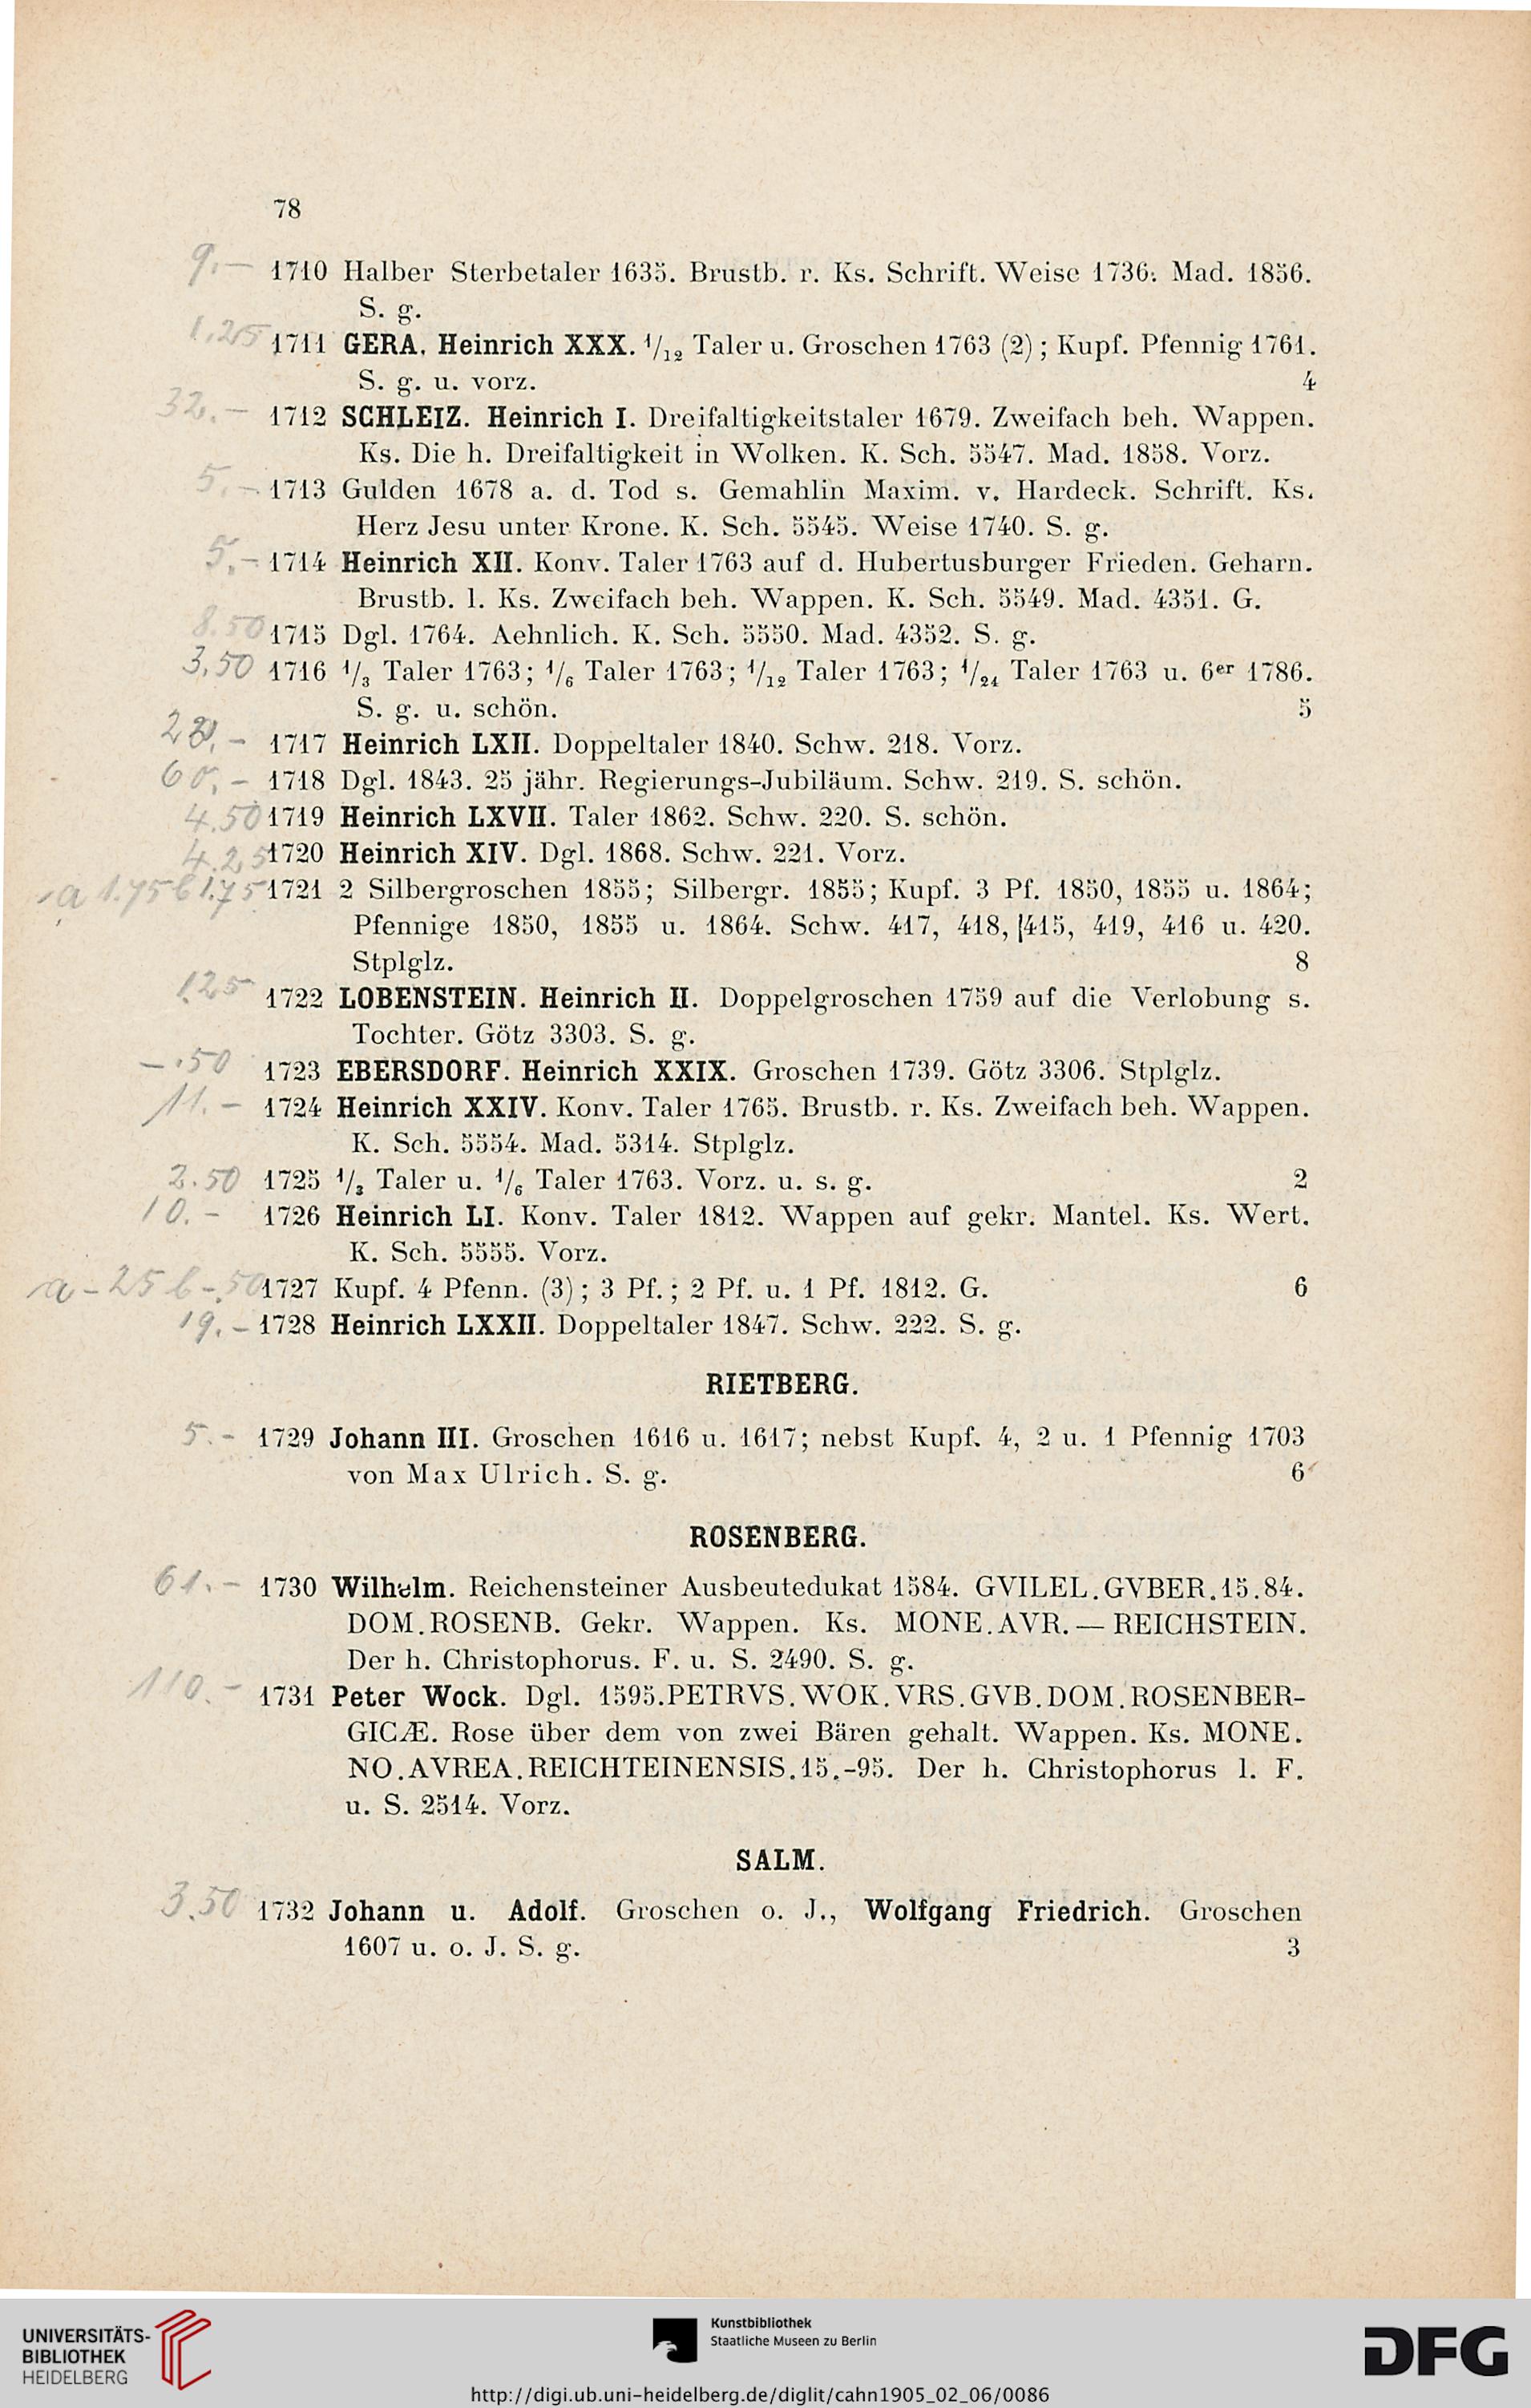 78
9.— 1710 Halber Sterbetaler 1635. Brustb. r. Ks. Schrift. Weise 1736. Mad. 1856.
S. g.
1.25 1711 GERA. Heinrich XXX. 1/12 Taler u. Groschen 1763 (2); Kupf. Pfennig 1761.
S. g. u. vorz. 4
32.— 1712 SCHLEIZ. Heinrich I. Dreifaltigkeitstaler 1679. Zweifach beh. Wappen.
Ks. Die h. Dreifaltigkeit in Wolken. K. Sch. 5547. Mad. 1858. Vorz.
5.— 1713 Gulden 1678 a. d. Tod s. Gemahlin Maxim. v. Hardeck. Schrift. Ks.
Herz Jesu unter Krone. K. Sch. 5545. Weise 1740. S. g.
5.— 1714 Heinrich XII. Konv. Taler 1763 auf d. Hubertusburger Frieden. Geharn.
Brustb. l. Ks. Zweifach beh. Wappen. K. Sch. 5549. Mad. 4351. G.
8.50 1715 Dgl. 1764. Aehnlich. K. Sch. 5550. Mad. 4352. S. g.
3,50 1716 1/3 Taler 1763; 1/6 Taler 1763; 1/12 Taler 1763; 1/24 Taler 1763 u. 6er 1786.
S. g. u. schön. 5
1717 Heinrich LXII. Doppeltaler 1840. Schw. 218. Vorz.
1718 Dgl. 1843. 25 jähr. Regierungs-Jubiläum. Schw. 219. S. schön.
4.50 1719 Heinrich LXVII. Taler 1862. Schw. 220. S. schön.
4.25 1720 Heinrich XIV. Dgl. 1868. Schw. 221. Vorz.
a 1.75 b 1.75 1721 2 Silbergroschen 1855; Silbergr. 1855; Kupf. 3 Pf. 1850, 1855 u. 1864;
Pfennige 1850, 1855 u. 1864. Schw. 417, 418, 415, 419, 416 u. 420.
Stplglz. 8
1.25 1722 LOBENSTEIN. Heinrich II. Doppelgroschen 1759 auf die Verlobung s.
Tochter. Götz 3303. S. g.
—.50 1723 EBERSDORF. Heinrich XXIX. Groschen 1739. Götz 3306. Stplglz.
11.— 1724 Heinrich XXIV. Konv. Taler 1765. Brustb. r. Ks. Zweifach beh. Wappen.
K. Sch. 5554. Mad. 5314. Stplglz.
2.50 1725 1/3 Taler u. 1/6 Taler 1763. Vorz. u. s. g. 2
10.— 1726 Heinrich LI. Konv. Taler 1812. Wappen auf gekr. Mantel. Ks. Wert.
K. Sch. 5555. Vorz.
a -25 b -.50 1727 Kupf. 4 Pfenn. (3); 3 Pf.; 2 Pf. u. 1 Pf. 1812. G. 6
19.— 1728 Heinrich LXXII. Doppeltaler 1847. Schw. 222. S. g.
RIETBERG.
5.- 1729 Johann III. Groschen 1616 u. 1617; nebst Kupf. 4, 2 u. 1 Pfennig 1703
von Max Ulrich. S. g. 6
ROSENBERG.
61.— 1730 Wilhelm. Reichensteiner Ausbeutedukat 1584. GVILEL.GVBER.15.84.
DOM.ROSENB. Gekr. Wappen. Ks. MONE.AVR.— REICHSTEIN.
Der h. Christophorus. F. u. S. 2490. S. g.
110.— 1731 Peter Wock. Dgl. 1595.PETRVS.WOK.VRS.GVB.DOM.ROSENBER-
GICÆ. Rose über dem von zwei Bären gehalt. Wappen. Ks. MONE.
NO.AVREA.REICHTEINENSIS.15.-95. Der h. Christophorus l. F.
u. S. 2514. Vorz.
SALM.
3.50 1732 Johann u. Adolf. Groschen o. J., Wolfgang Friedrich. Groschen
1607 u. o. J. S. g. 3
UNIVERSITÄTS-
BIBLIOTHEK
HEIDELBERG
Kunstbibliothek
Staatliche Museen zu Berlin
DFG
http://digi.ub.uni-heidelberg.de/diglit/cahn1905_02_06/0086